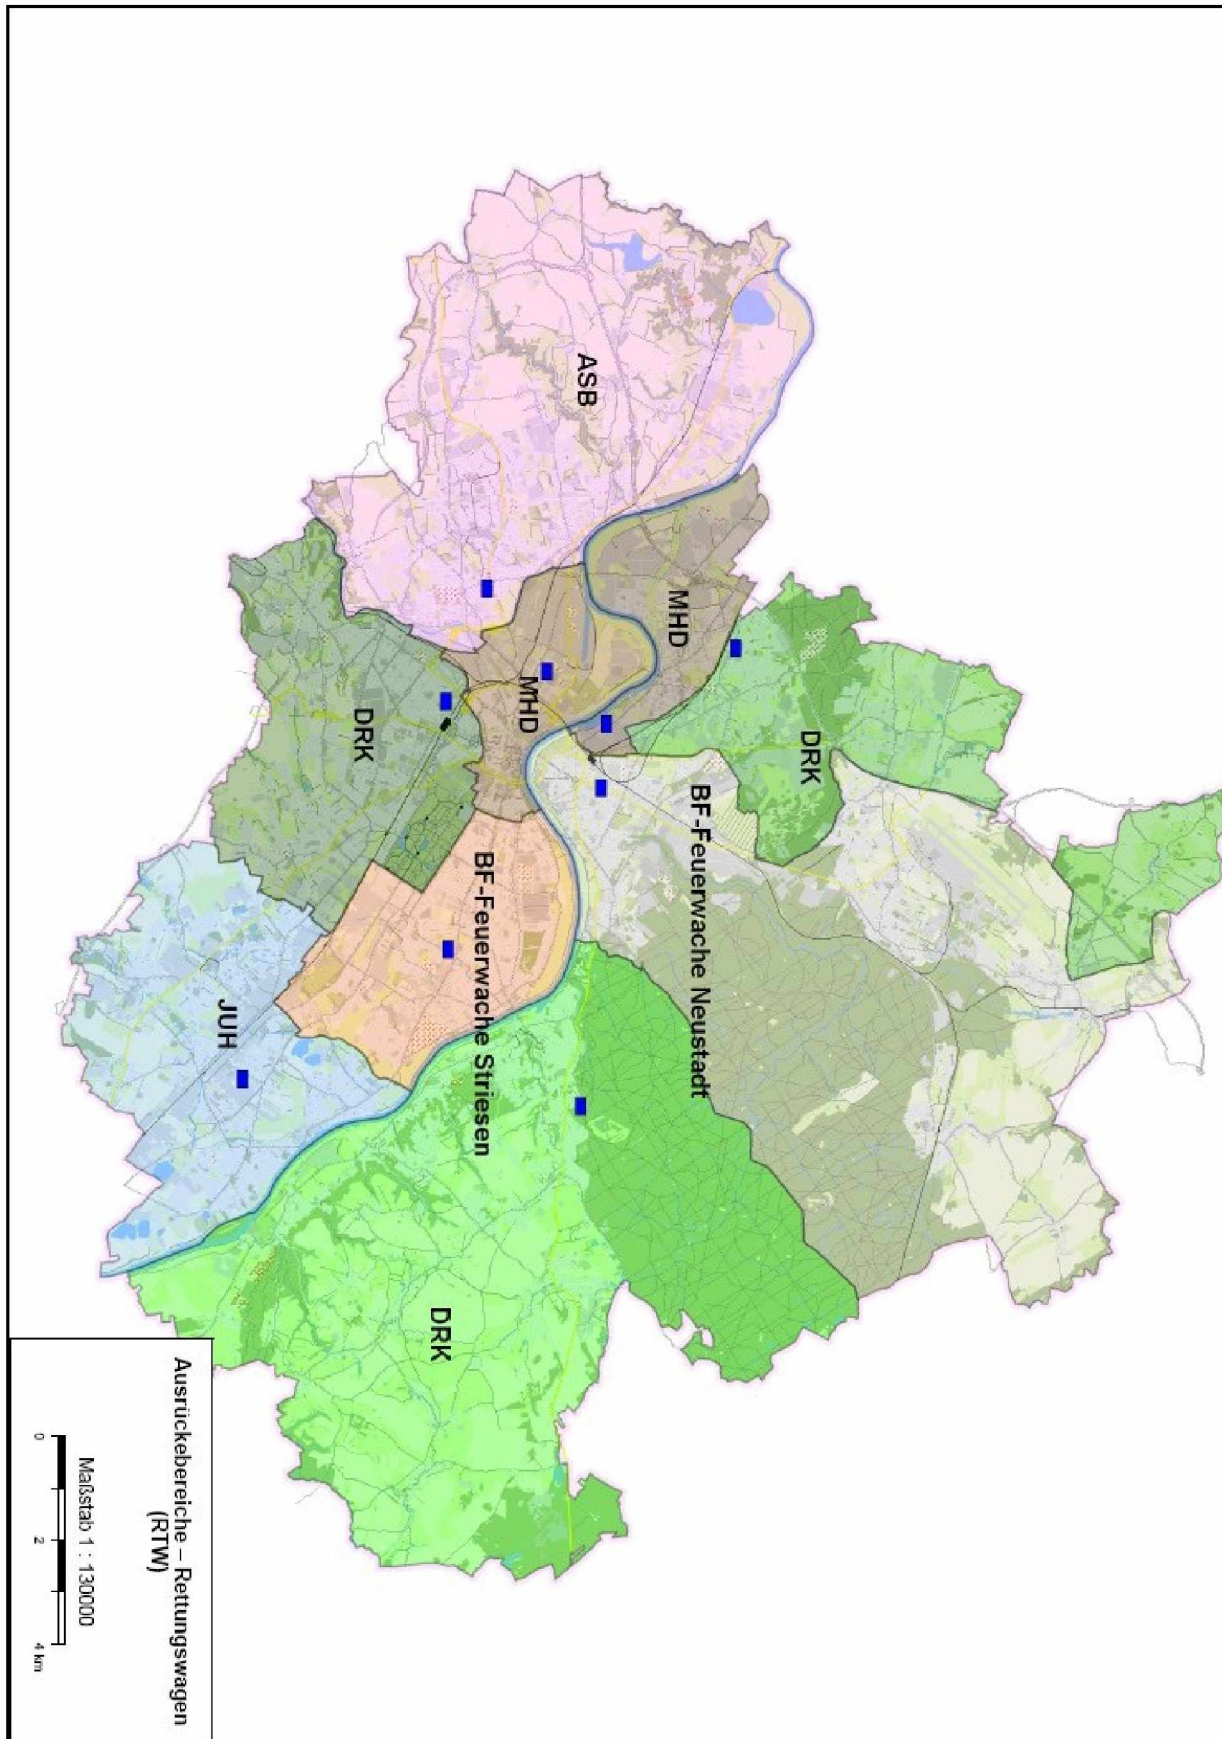 ASB
MHD
DRK
MHD
DRK
BF-Feuerwache Neustadt
BF-Feuerwache Striesen
JUH
DRK
Ausrückebereiche – Rettungswagen
(RTW)
Maßstab 1 : 130000
0 2 4 km